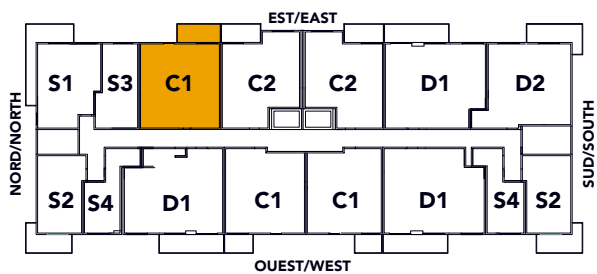 EST/EAST
S1 S3 C1 C2 C2 D1 D2
NORD/NORTH
SUD/SOUTH
S2 S4 D1 C1 C1 D1 S4 S2
OUEST/WEST